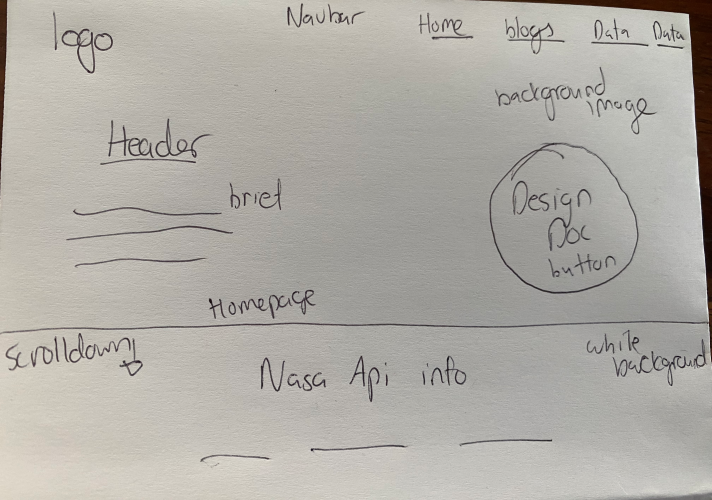 logo
Navbar
Home blogs Data Data
background
image
Header
brief
Design
Doc
button
Homepage
scrolldown
Nasa Api info
white
background